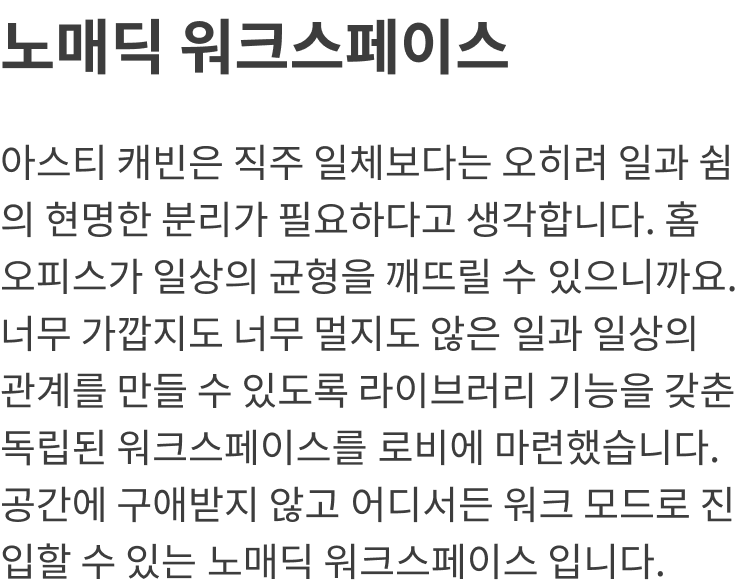 노매딕 워크스페이스
아스티 캐빈은 직주 일체보다는 오히려 일과 쉼
의 현명한 분리가 필요하다고 생각합니다. 홈
오피스가 일상의 균형을 깨뜨릴 수 있으니까요.
너무 가깝지도 너무 멀지도 않은 일과 일상의
관계를 만들 수 있도록 라이브러리 기능을 갖춘
독립된 워크스페이스를 로비에 마련했습니다.
공간에 구애받지 않고 어디서든 워크 모드로 진
입할 수 있는 노매딕 워크스페이스 입니다.